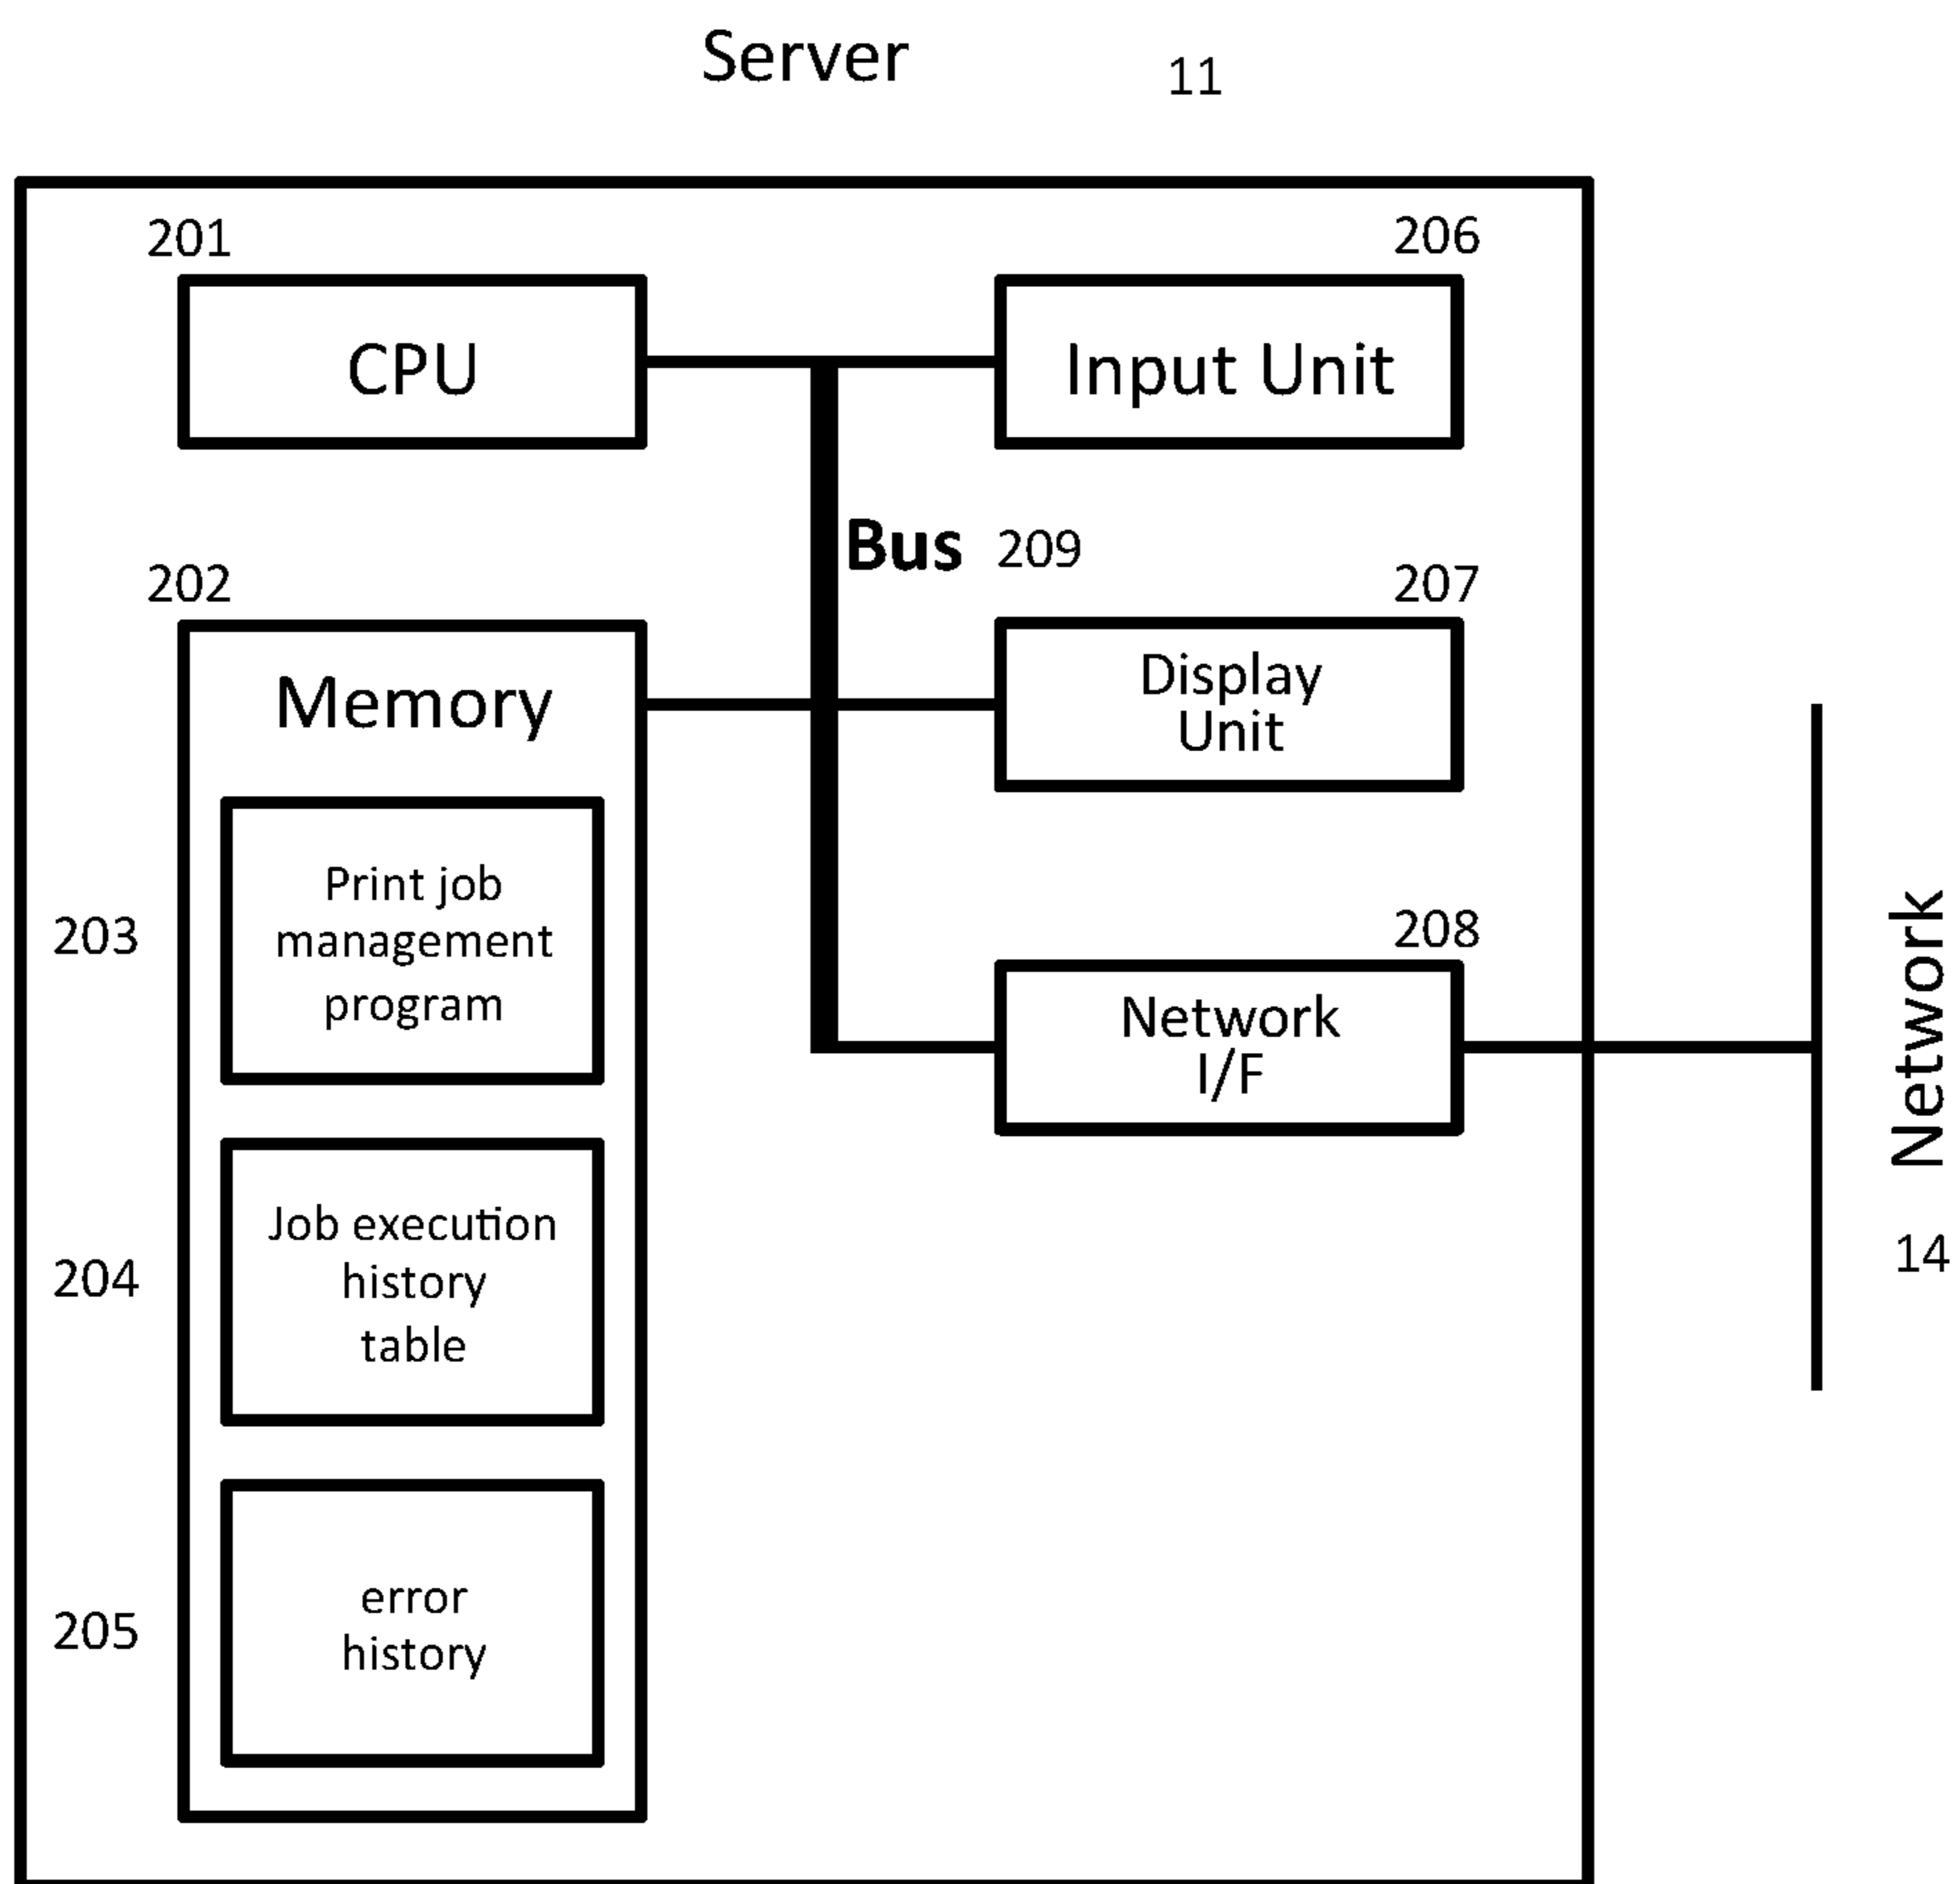 Server
11
201
CPU
206
Input Unit
Bus 209
202
Memory
207
Display
Unit
203
Print job
management
program
208
Network
I/F
204
Job execution
history
table
205
error
history
Network
14